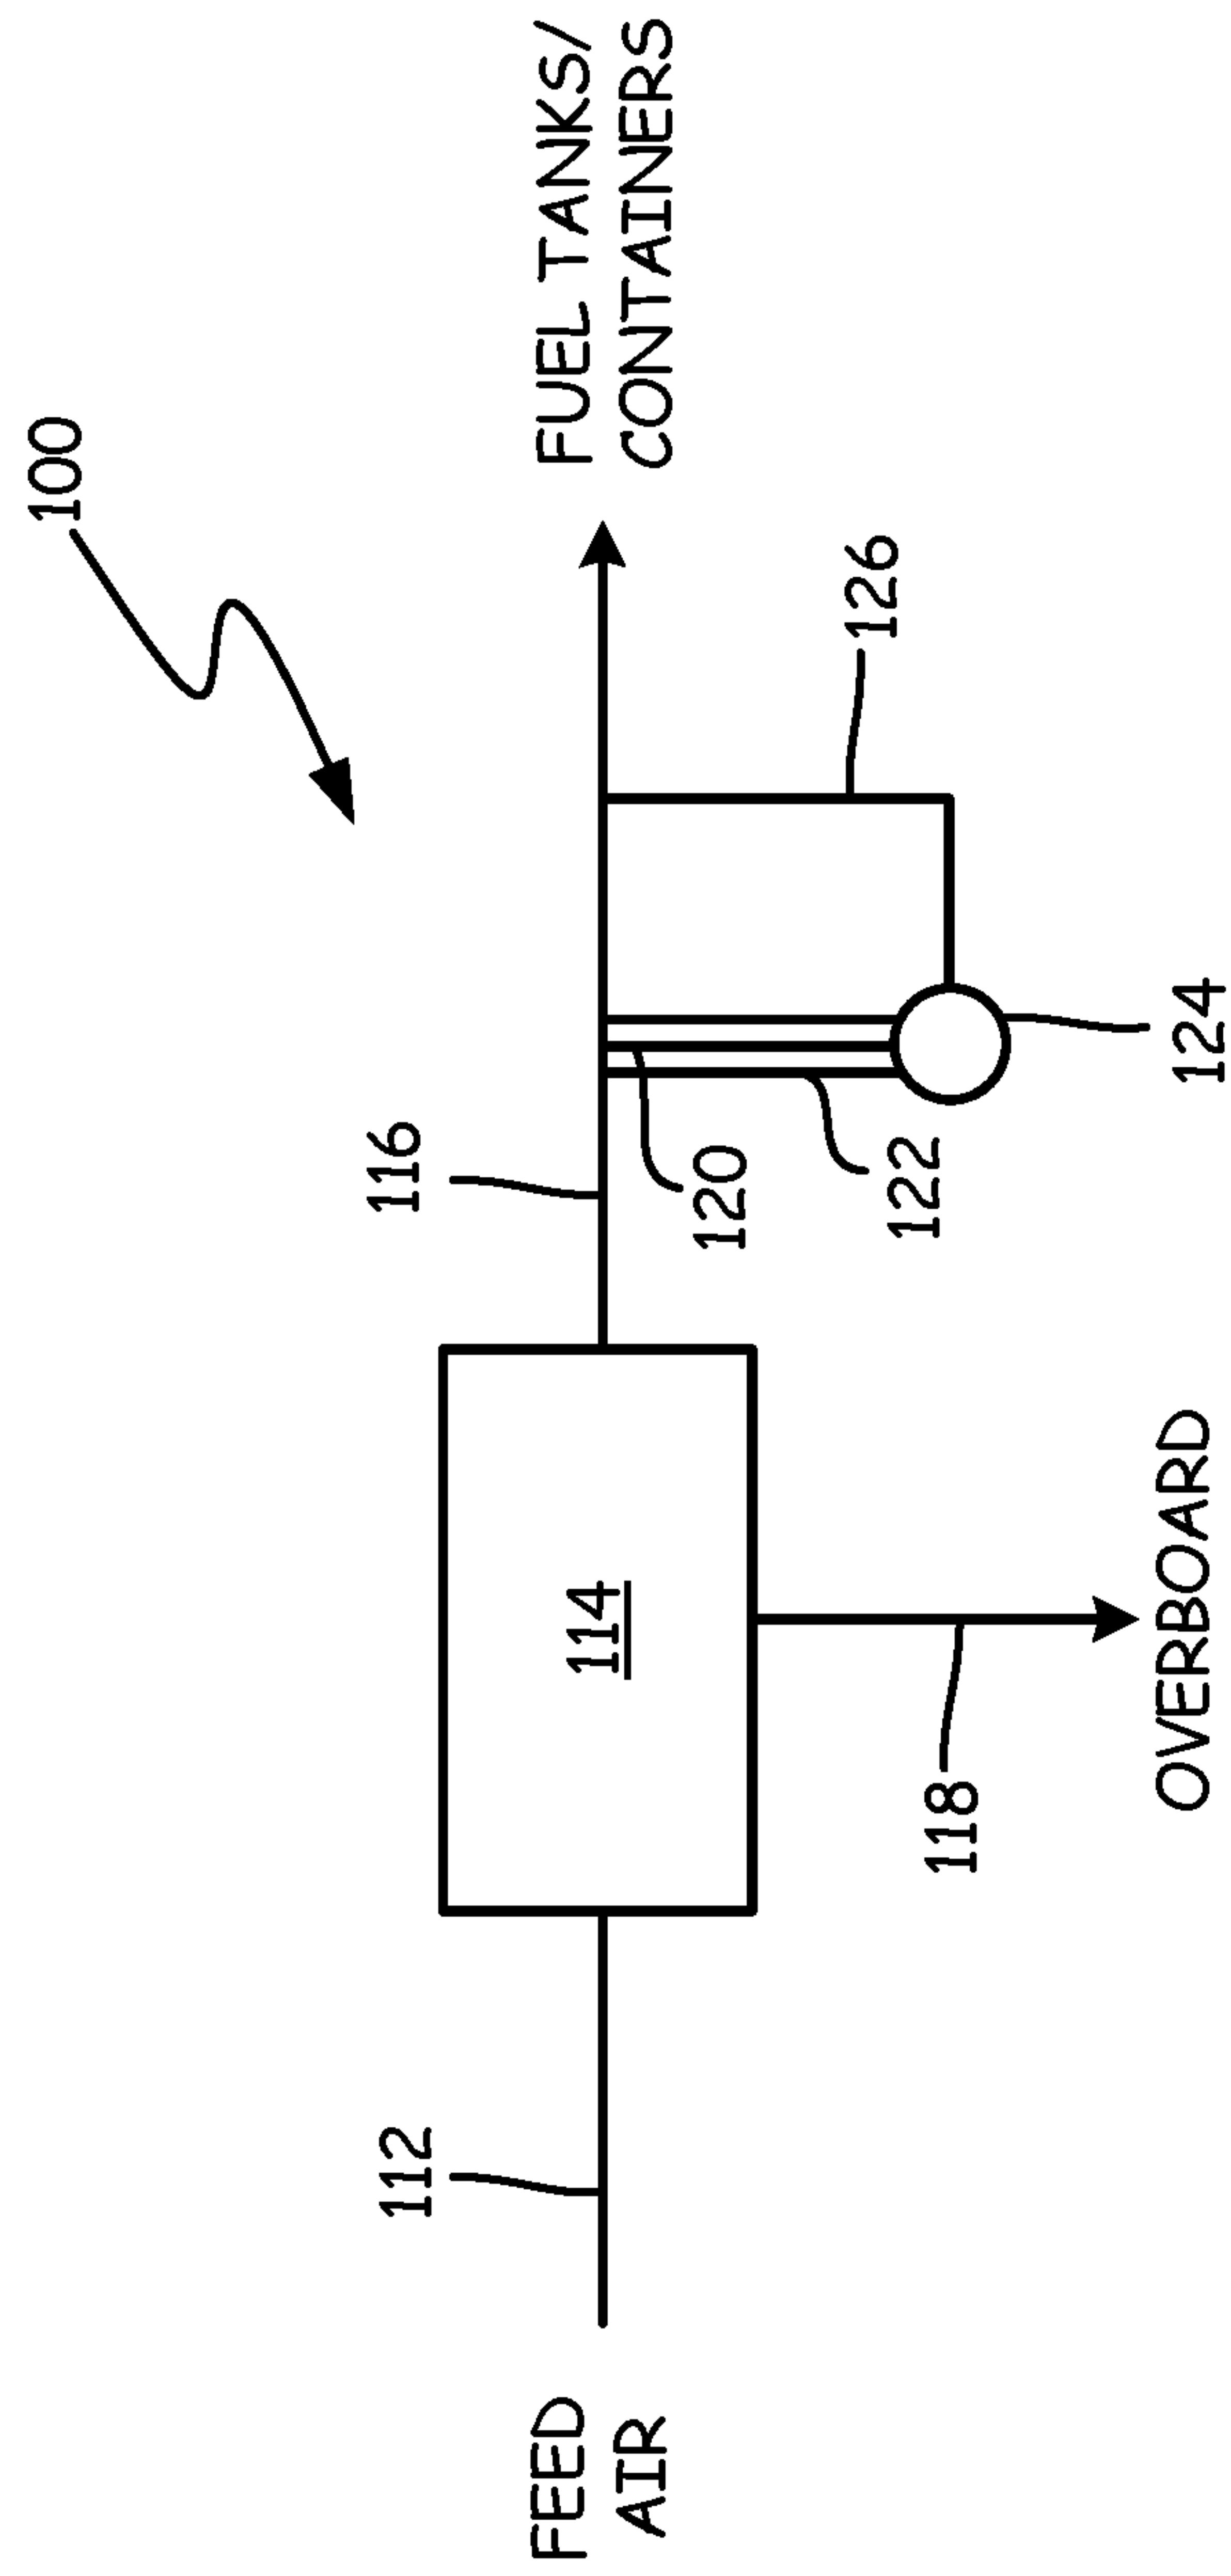 100
FUEL TANKS/
CONTAINERS
FEED
AIR
112
114
116
118
OVERBOARD
120
122
124
126